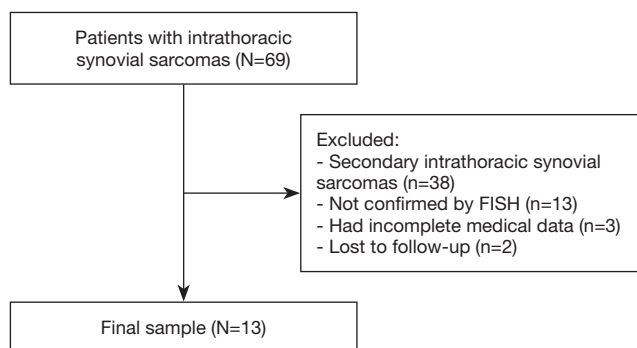 Patients with intrathoracic
synovial sarcomas (N=69)
Excluded:
- Secondary intrathoracic synovial
sarcomas (n=38)
- Not confirmed by FISH (n=13)
- Had incomplete medical data (n=3)
- Lost to follow-up (n=2)
Final sample (N=13)